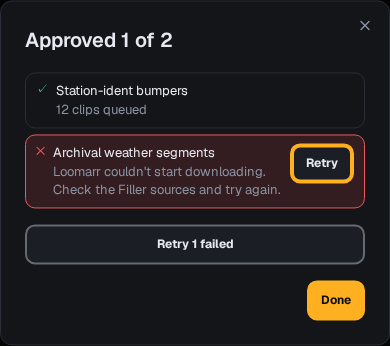 Approved 1 of 2
Station-ident bumpers
12 clips queued
Archival weather segments
Loomarr couldn't start downloading.
Check the Filler sources and try again.
Retry
Retry 1 failed
Done